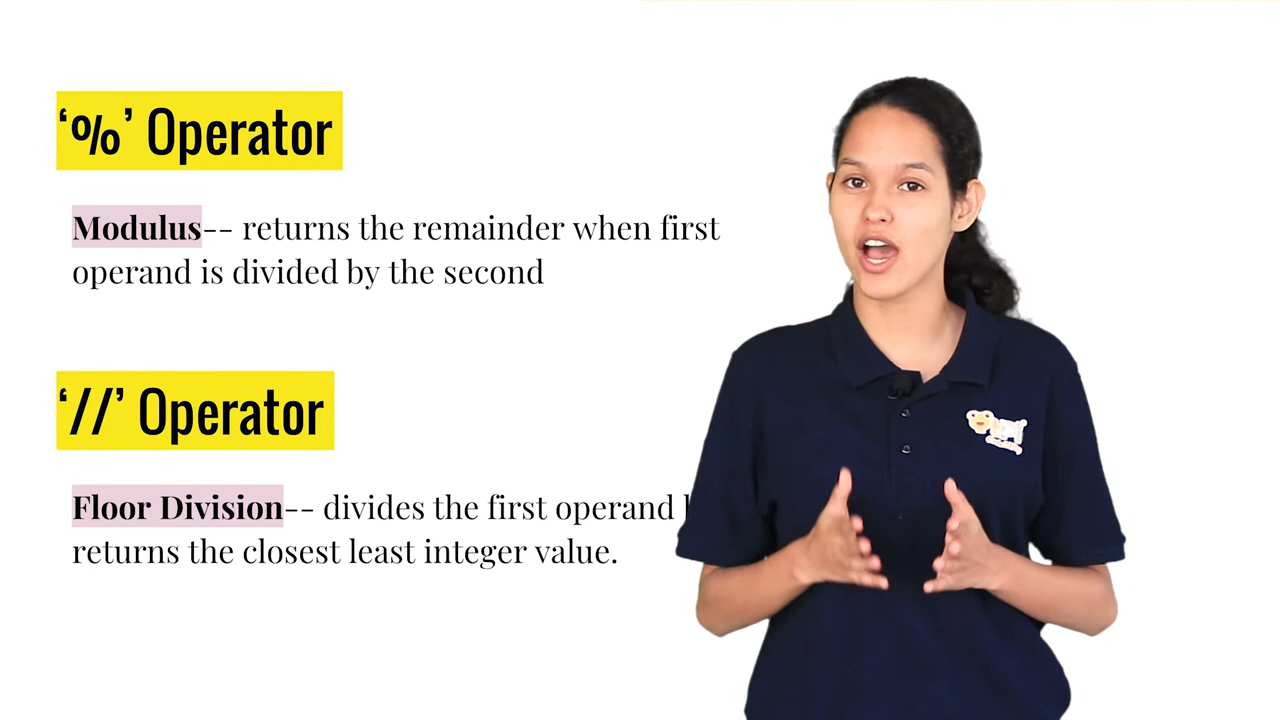 ‘%’ Operator
Modulus-- returns the remainder when first
operand is divided by the second
‘//’ Operator
Floor Division-- divides the first operand
returns the closest least integer value.